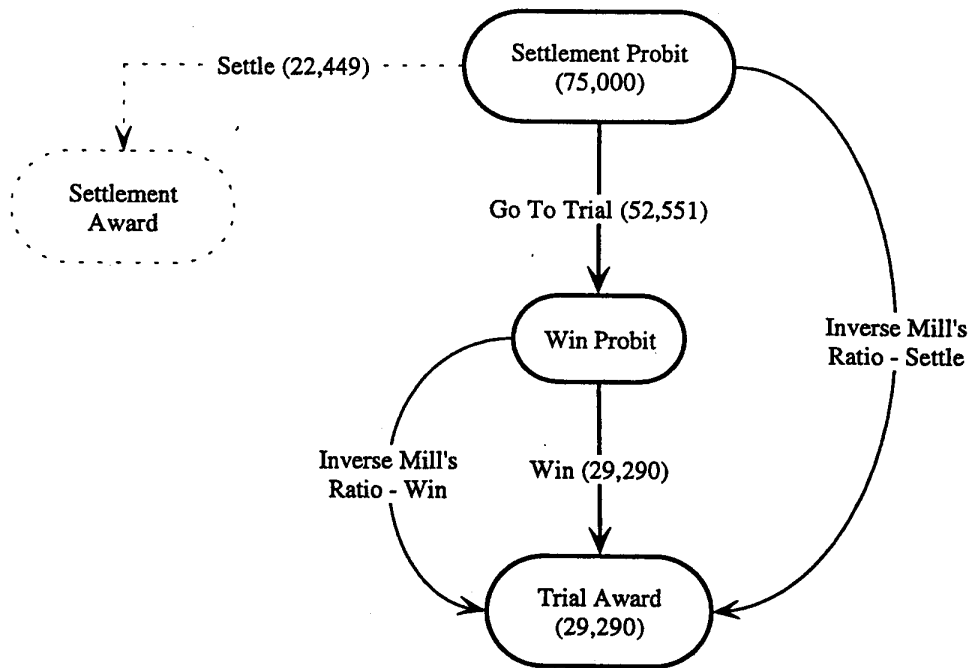 Settlement Probit
(75,000)
Settle (22,449)
Settlement
Award
Go To Trial (52,551)
Win Probit
Inverse Mill's
Ratio - Settle
Inverse Mill's
Ratio - Win
Win (29,290)
Trial Award
(29,290)